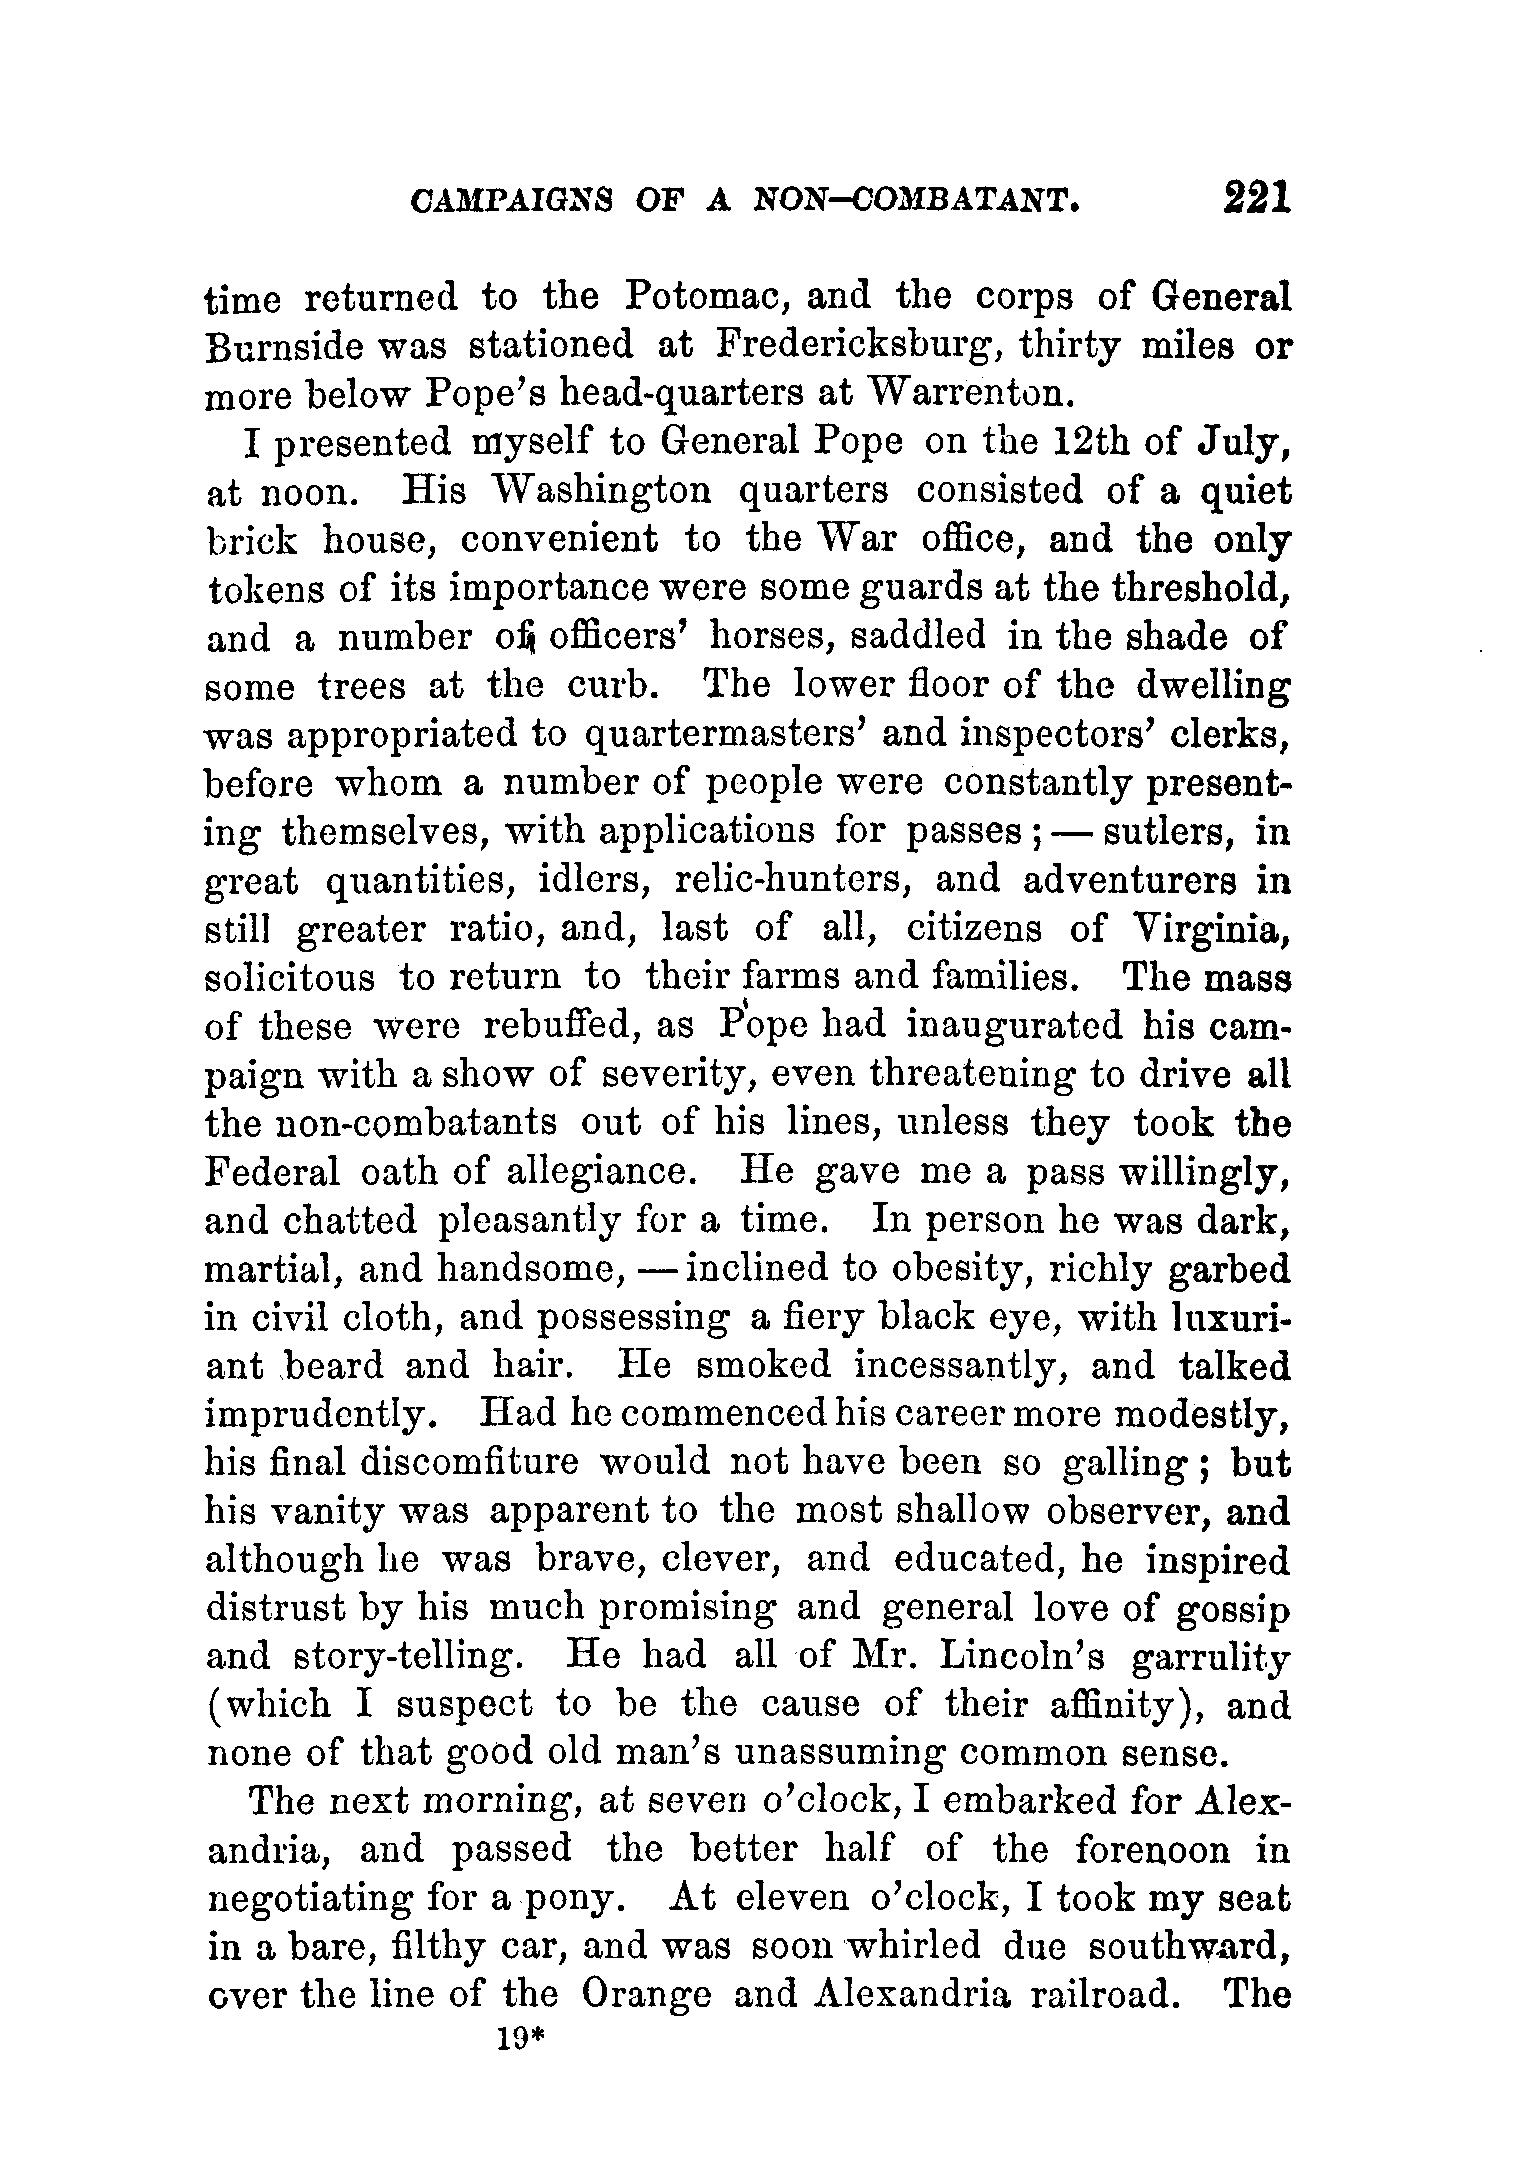 CAMPAIGNS OF A NON-COMBATANT. 221
time returned to the Potomac, and the corps of General
Burnside was stationed at Fredericksburg, thirty miles or
more below Pope's head-quarters at Warrenton.
I presented myself to General Pope on the 12th of July,
at noon. His Washington quarters consisted of a quiet
brick house, convenient to the War office, and the only
tokens of its importance were some guards at the threshold,
and a number of officers' horses, saddled in the shade of
some trees at the curb. The lower floor of the dwelling
was appropriated to quartermasters' and inspectors' clerks,
before whom a number of people were constantly present-
ing themselves, with applications for passes; — sutlers, in
great quantities, idlers, relic-hunters, and adventurers in
still greater ratio, and, last of all, citizens of Virginia,
solicitous to return to their farms and families. The mass
of these were rebuffed, as Pope had inaugurated his cam-
paign with a show of severity, even threatening to drive all
the non-combatants out of his lines, unless they took the
Federal oath of allegiance. He gave me a pass willingly,
and chatted pleasantly for a time. In person he was dark,
martial, and handsome, — inclined to obesity, richly garbed
in civil cloth, and possessing a fiery black eye, with luxuri-
ant beard and hair. He smoked incessantly, and talked
imprudently. Had he commenced his career more modestly,
his final discomfiture would not have been so galling; but
his vanity was apparent to the most shallow observer, and
although he was brave, clever, and educated, he inspired
distrust by his much promising and general love of gossip
and story-telling. He had all of Mr. Lincoln's garrulity
(which I suspect to be the cause of their affinity), and
none of that good old man's unassuming common sense.
The next morning, at seven o'clock, I embarked for Alex-
andria, and passed the better half of the forenoon in
negotiating for a pony. At eleven o'clock, I took my seat
in a bare, filthy car, and was soon whirled due southward,
over the line of the Orange and Alexandria railroad. The
19*